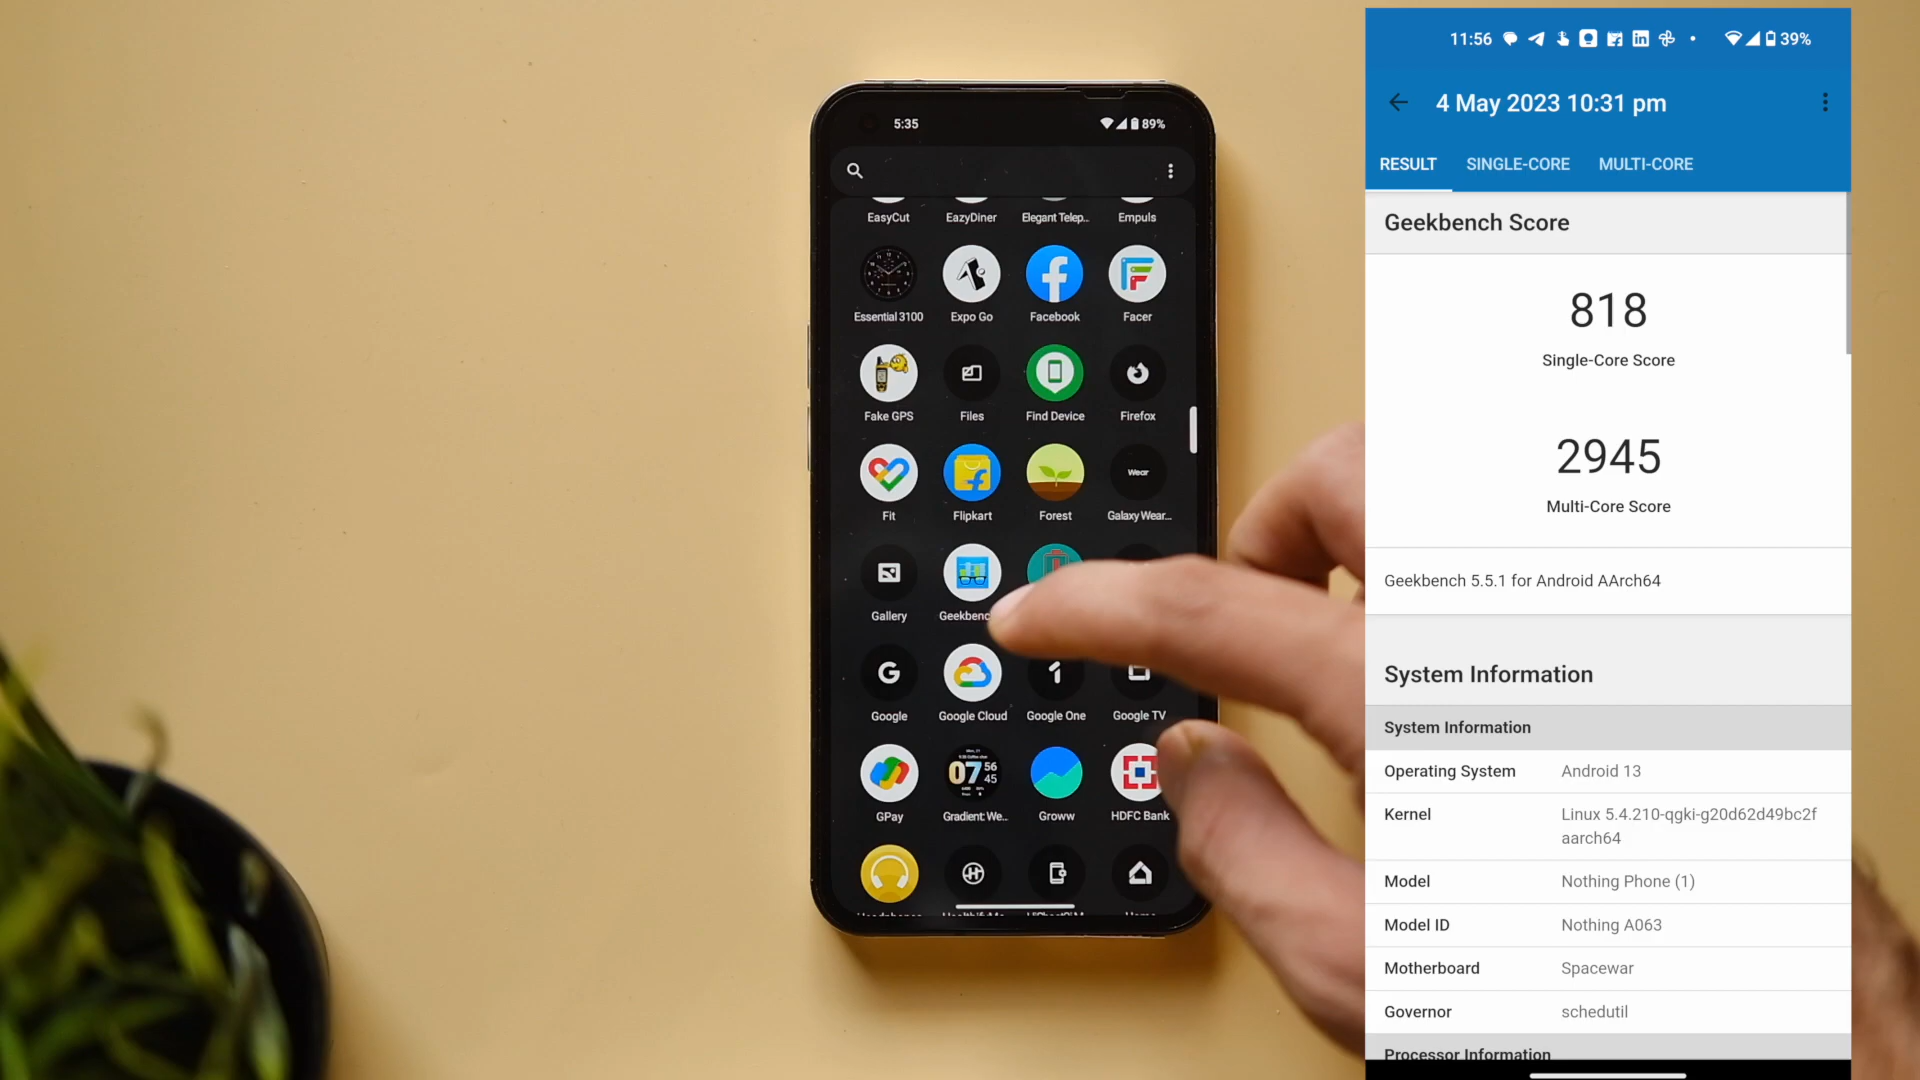 5:35
89%
EasyCut EazyDiner Elegant Telep.. Empuls
Essential 3100 Expo Go Facebook Facer
Fake GPS Files Find Device Firefox
Wear
Fit Flipkart Forest Galaxy Wear...
Gallery
Google Google Cloud Google One Google TV
07 56
45
GPay Gradient: We.. Groww HDFC Bank
11:56
39%
4 May 2023 10:31 pm
RESULT SINGLE-CORE MULTI-CORE
Geekbench Score
818
Single-Core Score
2945
Multi-Core Score
Geekbench 5.5.1 for Android AArch64
System Information
System Information
Operating System Android 13
Kernel Linux 5.4.210-qgki-g20d62d49bc2f
aarch64
Model Nothing Phone (1)
Model ID Nothing A063
Motherboard Spacewar
Governor schedutil
Processor Information